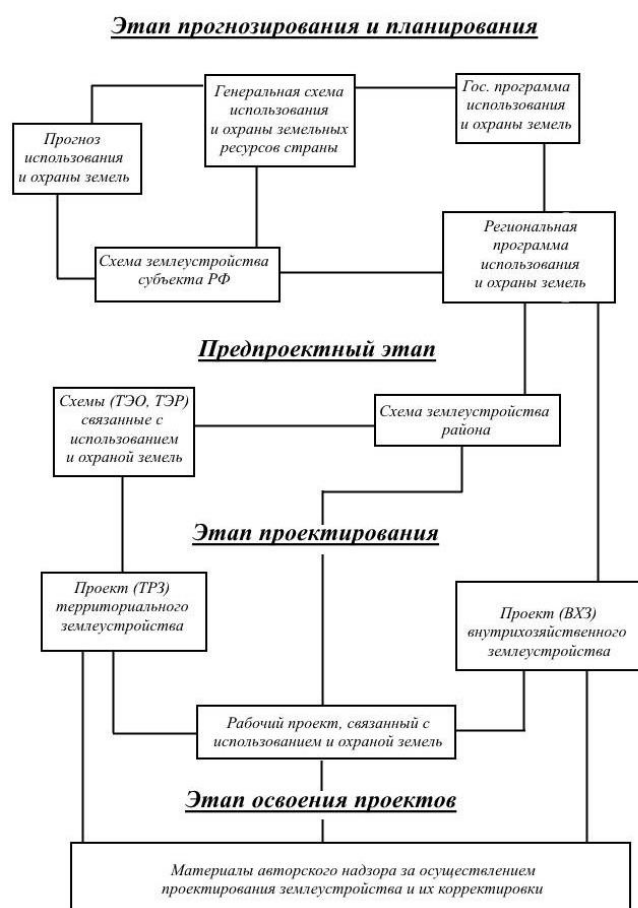 Этап прогнозирования и планирования
Прогноз
использования
и охраны земель
Генеральная схема
использования
и охраны земельных
ресурсов страны
Гос. программа
использования
и охраны земель
Схема землеустройства
субъекта РФ
Региональная
программа
использования
и охраны земель
Предпроектный этап
Схемы (ТЭО, ТЭР)
связанные с
использованием
и охраной земель
Схема землеустройства
района
Этап проектирования
Проект (ТРЗ)
территориального
землеустройства
Проект (ВХЗ)
внутрихозяйственного
землеустройства
Рабочий проект, связанный с
использованием и охраной земель
Этап освоения проектов
Материалы авторского надзора за осуществлением
проектирования землеустройства и их корректировки